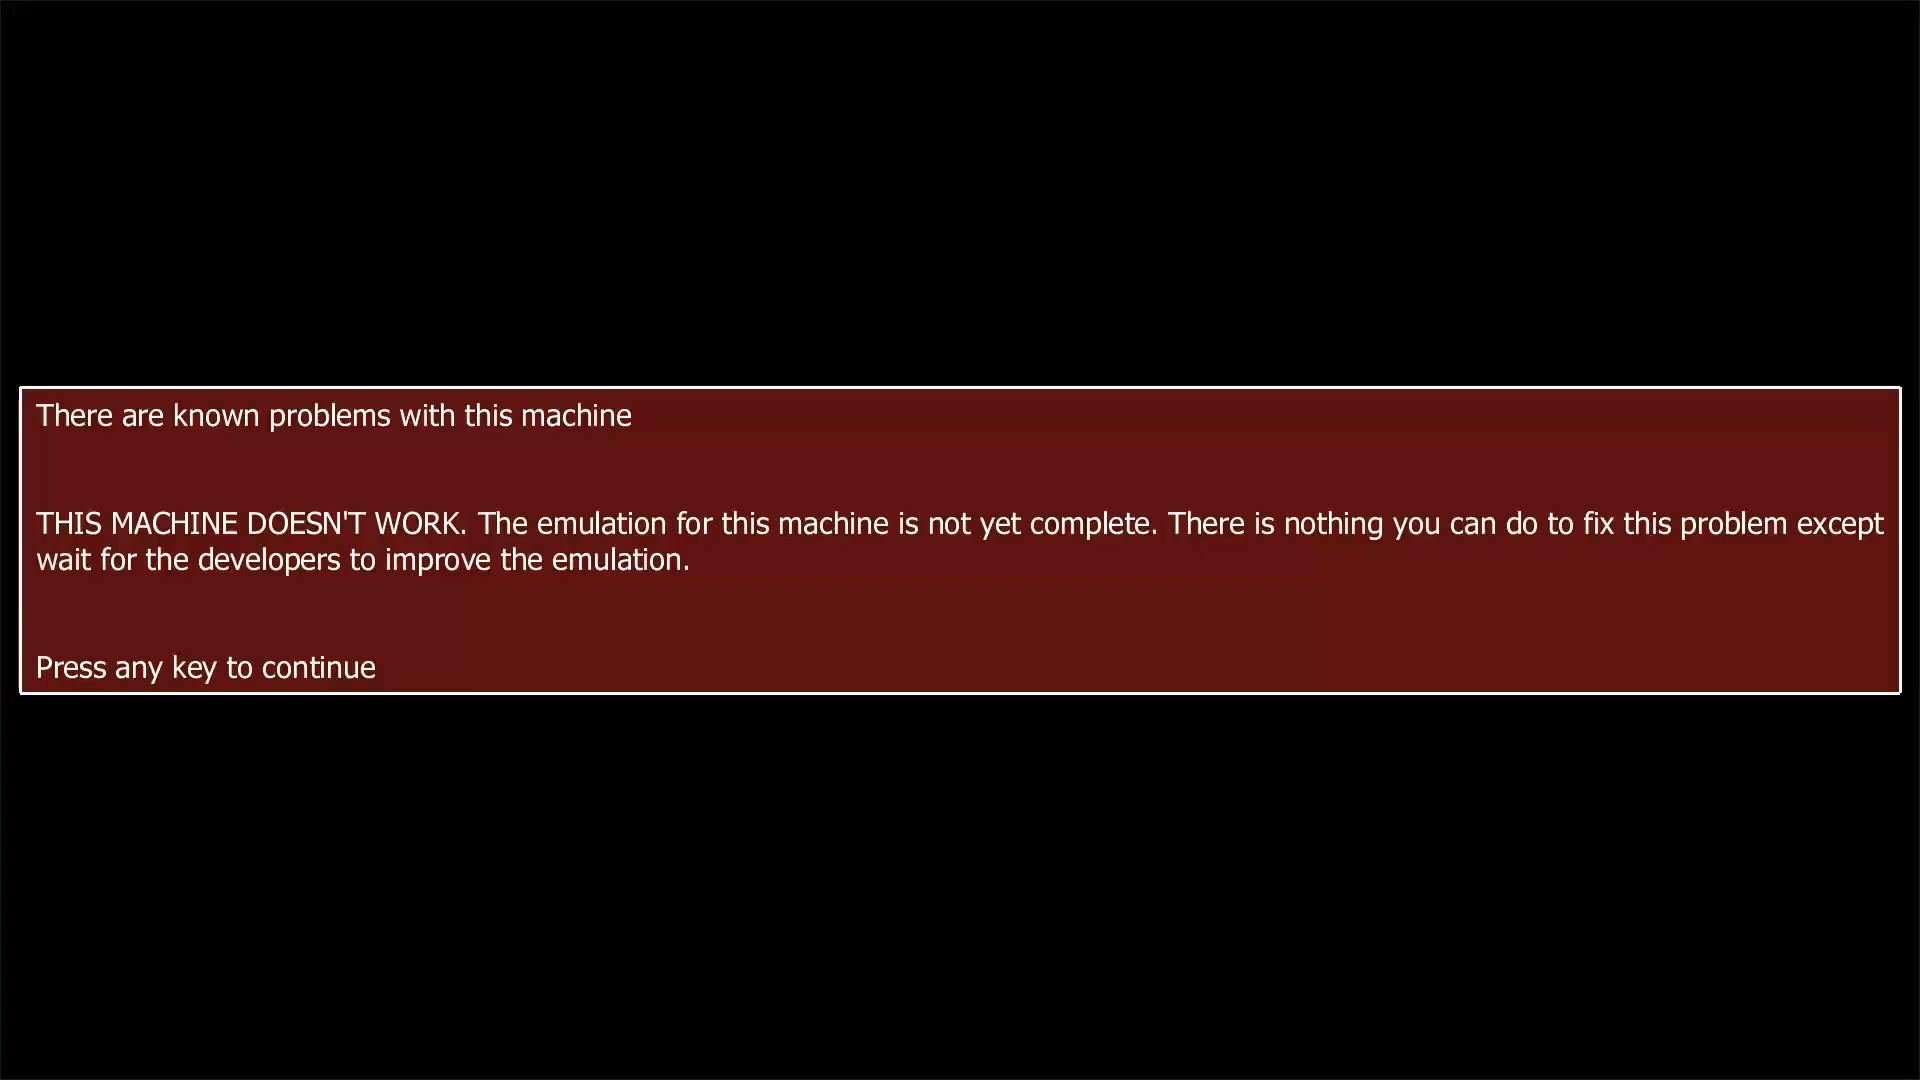 There are known problems with this machine
THIS MACHINE DOESN'T WORK. The emulation for this machine is not yet complete. There is nothing you can do to fix this problem except
wait for the developers to improve the emulation.
Press any key to continue